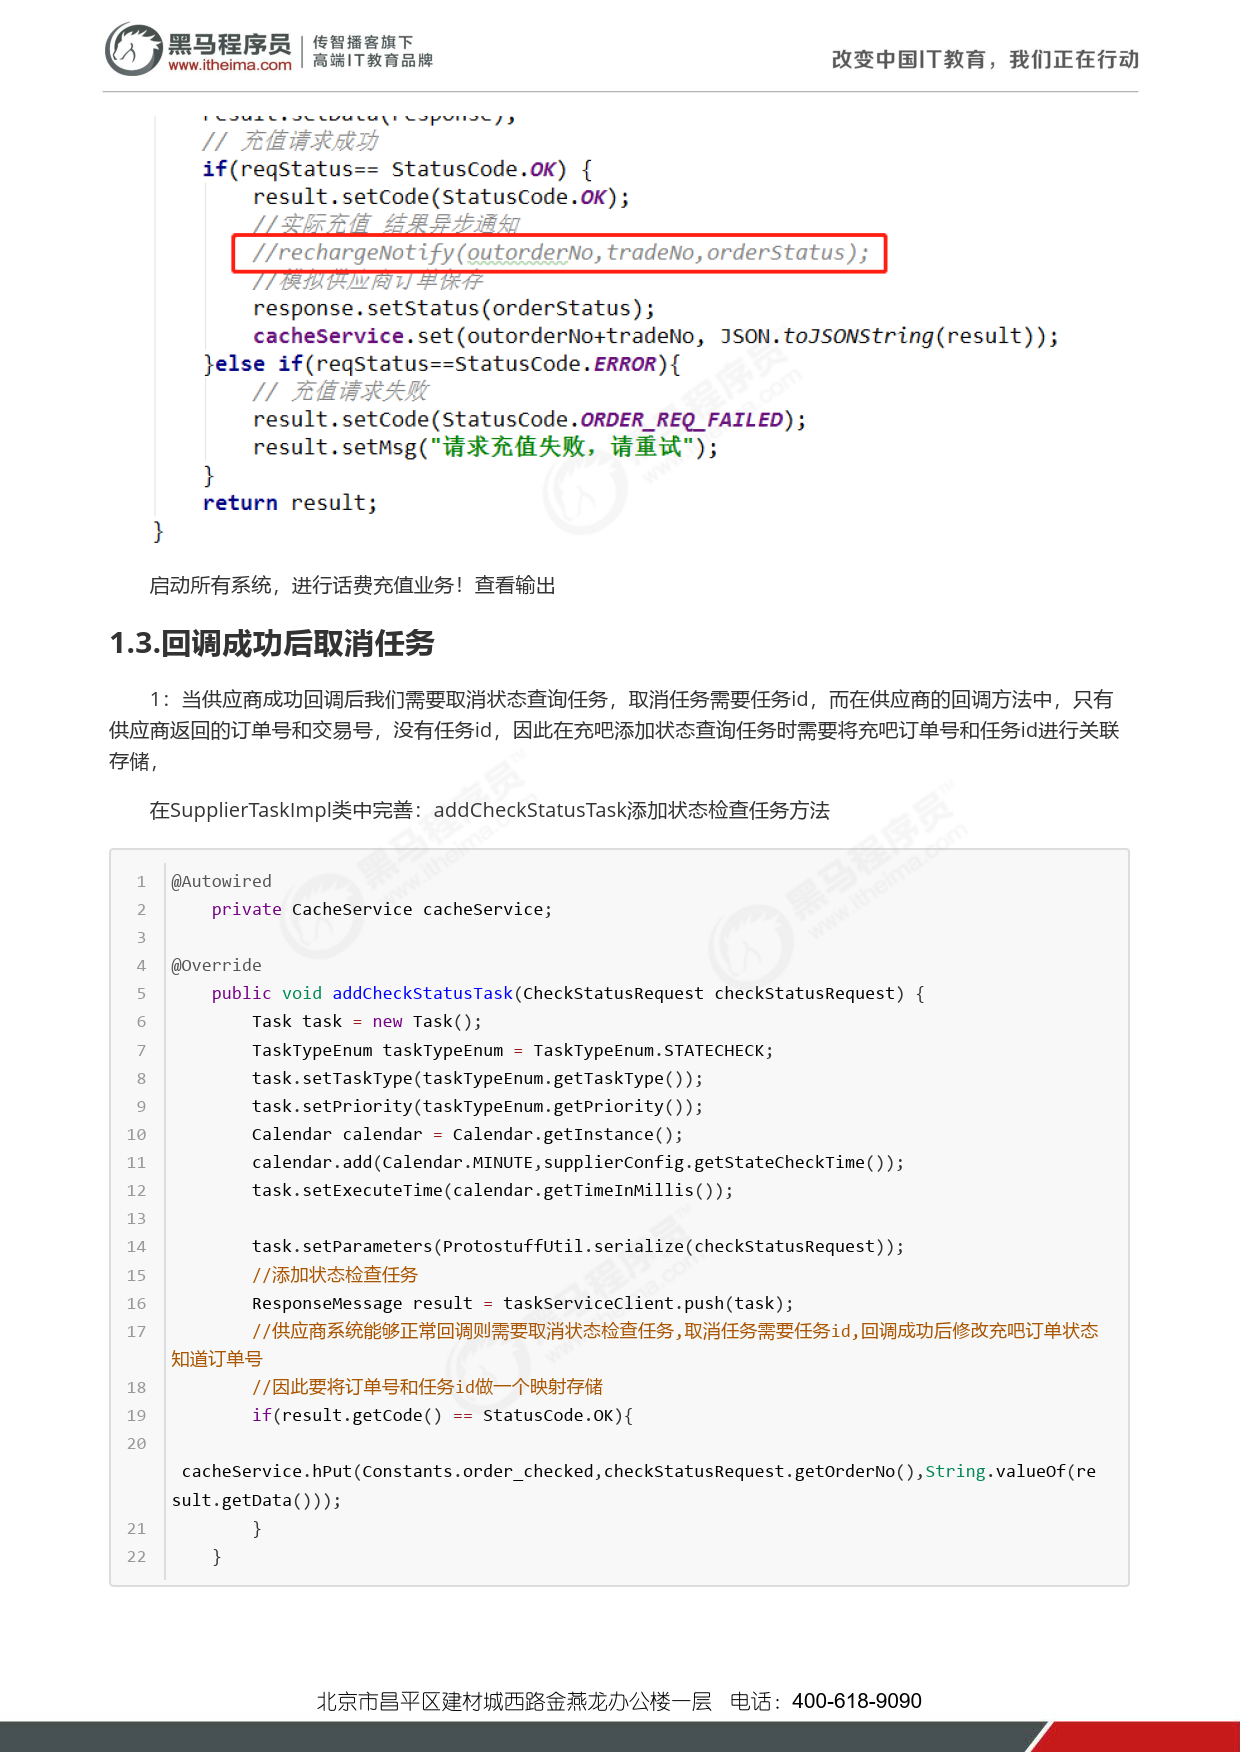 黑马程序员
www.itheima.com
传智播客旗下
高端IT教育品牌
改变中国IT教育，我们正在行动
result.setData(response);
// 充值请求成功
if(reqStatus== StatusCode.OK) {
result.setCode(StatusCode.OK);
//实际充值 结果异步通知
//rechargeNotify(outorderNo,tradeNo,orderStatus);
//模拟供应商订单保存
response.setStatus(orderStatus);
cacheService.set(outorderNo+tradeNo, JSON.toJSONString(result));
}else if(reqStatus==StatusCode.ERROR){
// 充值请求失败
result.setCode(StatusCode.ORDER_REQ_FAILED);
result.setMsg("请求充值失败，请重试");
}
return result;
}
启动所有系统，进行话费充值业务！查看输出
1.3.回调成功后取消任务
1：当供应商成功回调后我们需要取消状态查询任务，取消任务需要任务id，而在供应商的回调方法中，只有
供应商返回的订单号和交易号，没有任务id，因此在充吧添加状态查询任务时需要将充吧订单号和任务id进行关联
存储，
在SupplierTaskImpl类中完善：addCheckStatusTask添加状态检查任务方法
1 @Autowired
2 private CacheService cacheService;
3
4 @Override
5 public void addCheckStatusTask(CheckStatusRequest checkStatusRequest) {
6 Task task = new Task();
7 TaskTypeEnum taskTypeEnum = TaskTypeEnum.STATECHECK;
8 task.setTaskType(taskTypeEnum.getTaskType());
9 task.setPriority(taskTypeEnum.getPriority());
10 Calendar calendar = Calendar.getInstance();
11 calendar.add(Calendar.MINUTE,supplierConfig.getStateCheckTime());
12 task.setExecuteTime(calendar.getTimeInMillis());
13
14 task.setParameters(ProtostuffUtil.serialize(checkStatusRequest));
15 //添加状态检查任务
16 ResponseMessage result = taskServiceClient.push(task);
17 //供应商系统能够正常回调则需要取消状态检查任务,取消任务需要任务id,回调成功后修改充吧订单状态
知道订单号
18 //因此要将订单号和任务id做一个映射存储
19 if(result.getCode() == StatusCode.OK){
20
cacheService.hPut(Constants.order_checked,checkStatusRequest.getOrderNo(),String.valueOf(re
sult.getData()));
21 }
22 }
北京市昌平区建材城西路金燕龙办公楼一层 电话：400-618-9090